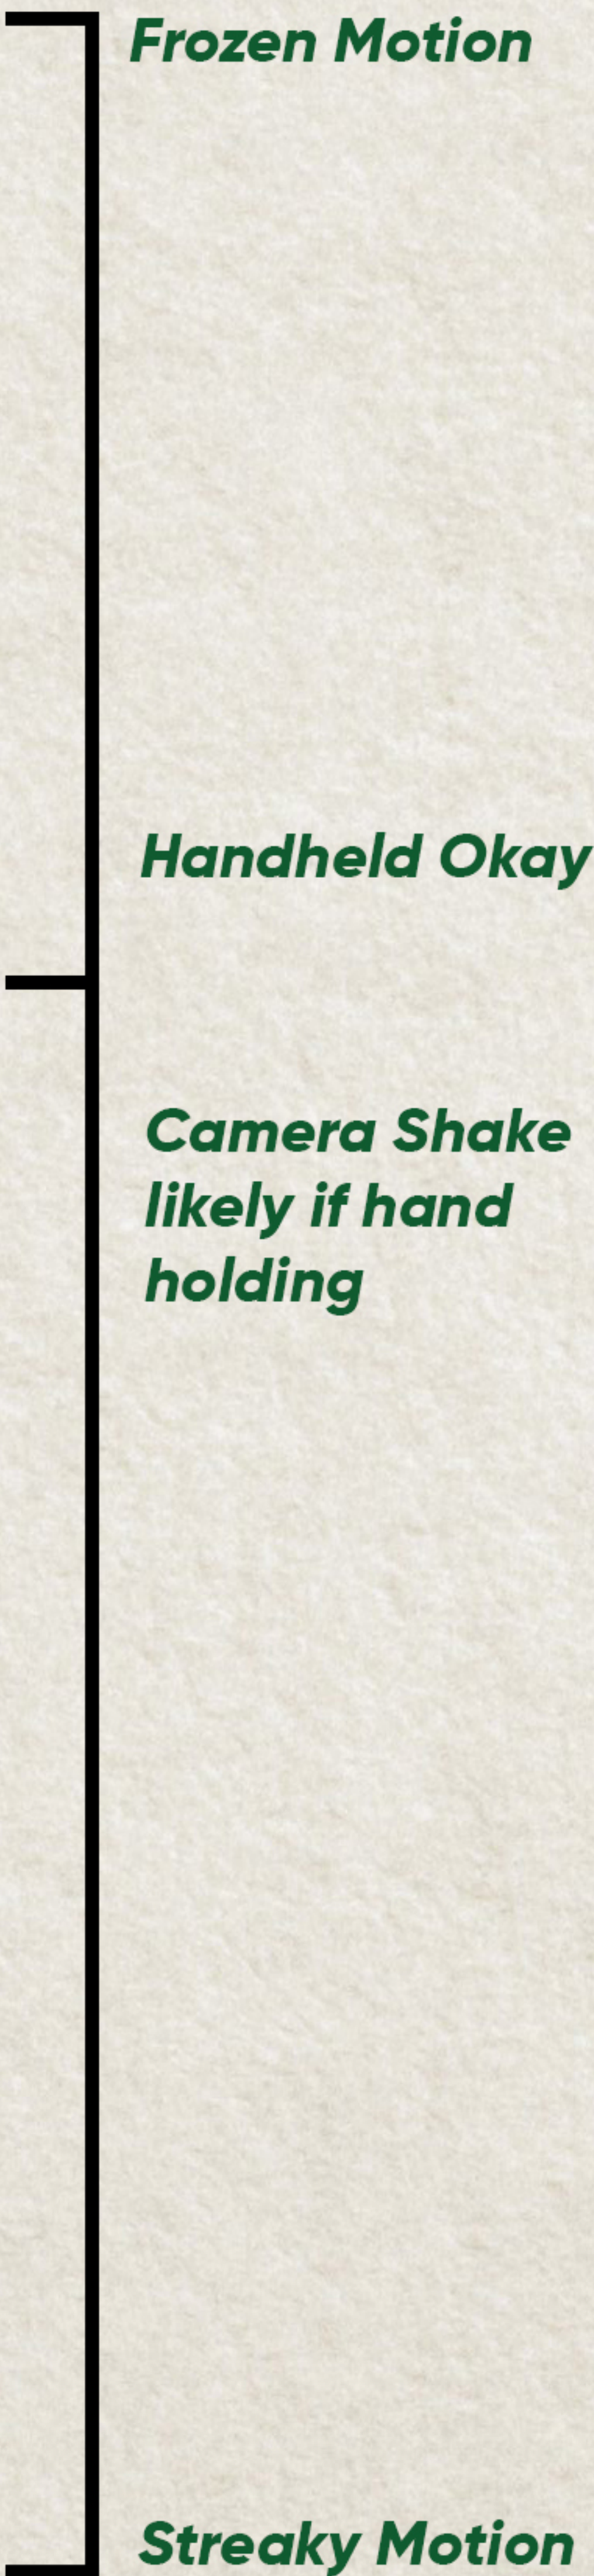 Frozen Motion
Handheld Okay
Camera Shake
likely if hand
holding
Streaky Motion